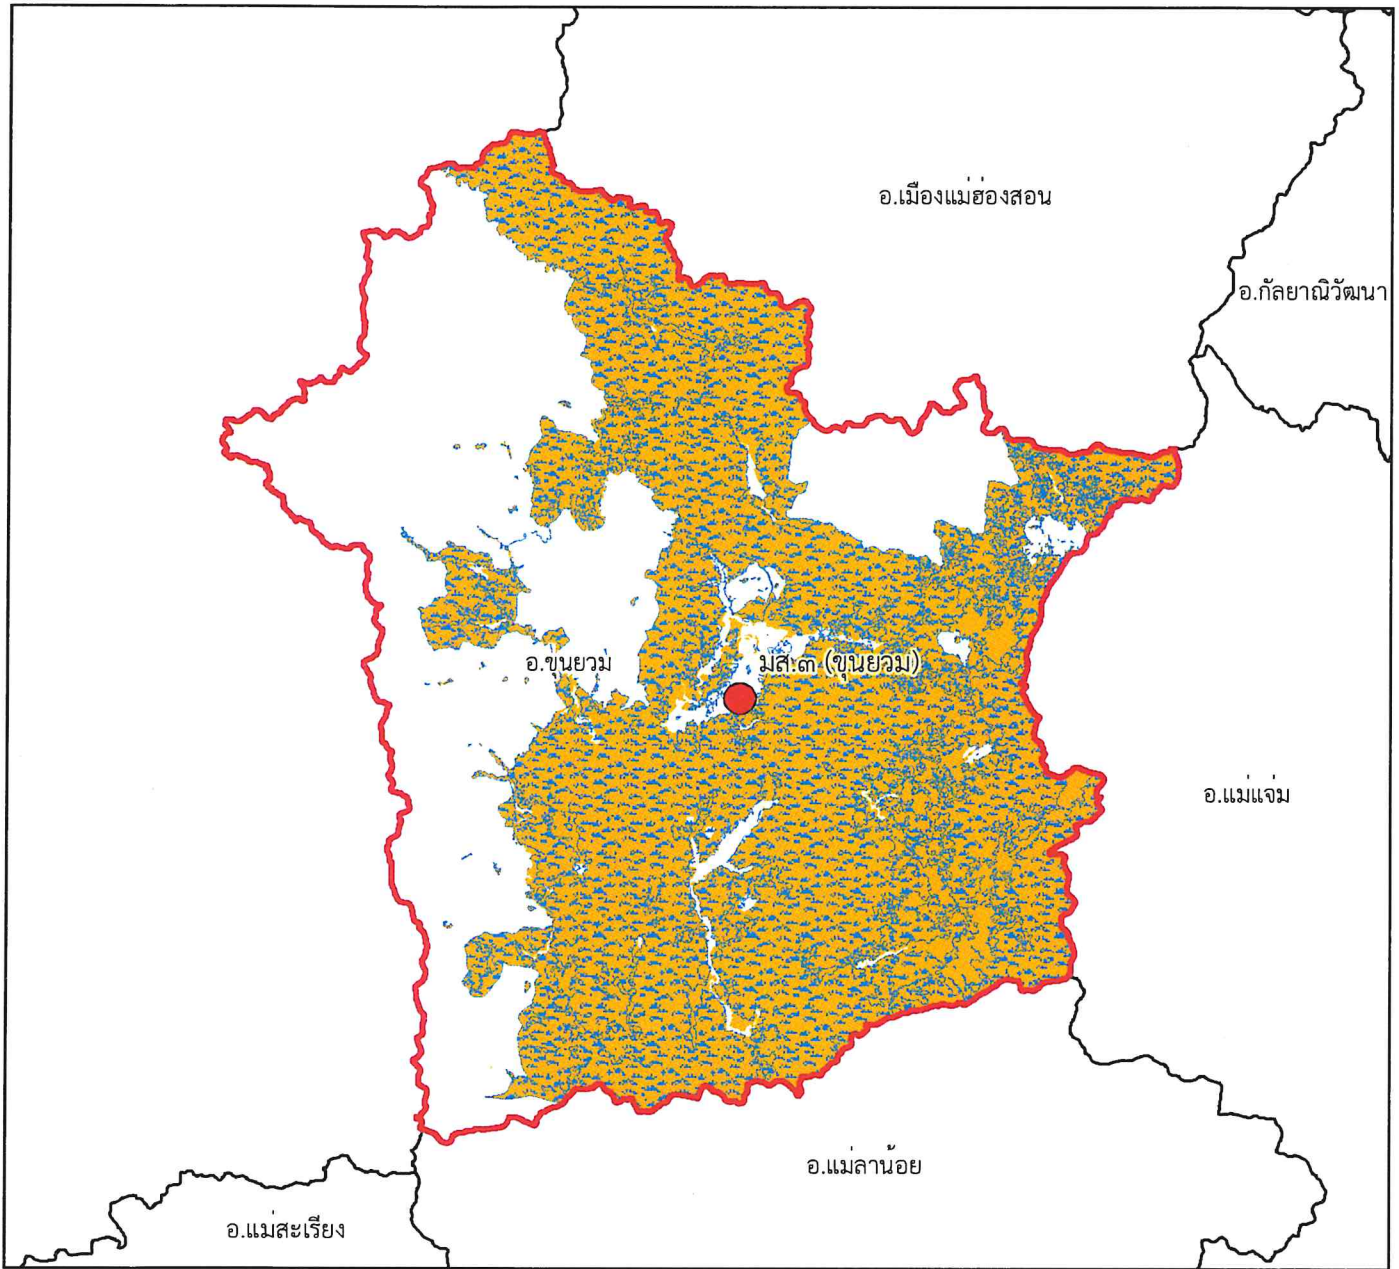 อ.เมืองแม่ฮ่องสอน
อ.กัลยาณิวัฒนา
อ.ขุนยวม
มส.๓ (ขุนยวม)
อ.แม่แจ่ม
อ.แม่ลาน้อย
อ.แม่สะเรียง